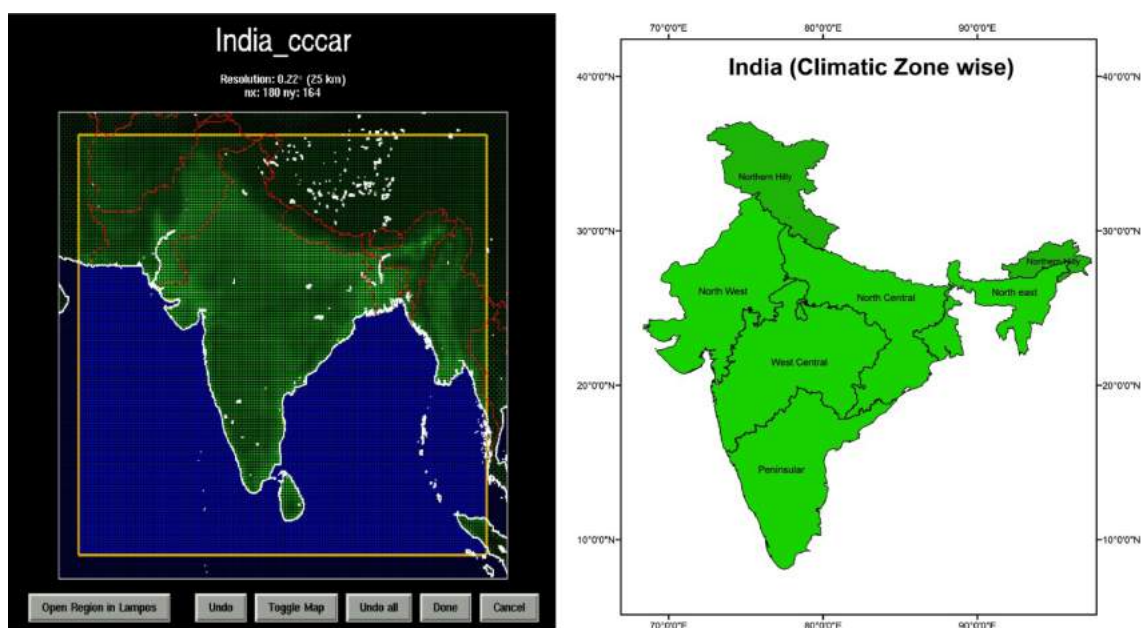 India_cccar
Resolution: 0.22° (25 km)
nx: 180 ny: 164
Open Region in Lampos
Undo
Toggle Map
Undo all
Done
Cancel
70°0'0"E
80°0'0"E
90°0'0"E
India (Climatic Zone wise)
40°0'0"N
40°0'0"N
Northern Hilly
30°0'0"N
30°0'0"N
Northern Hilly
North West
North Central
North east
West Central
20°0'0"N
20°0'0"N
Peninsular
10°0'0"N
10°0'0"N
70°0'0"E
80°0'0"E
90°0'0"E